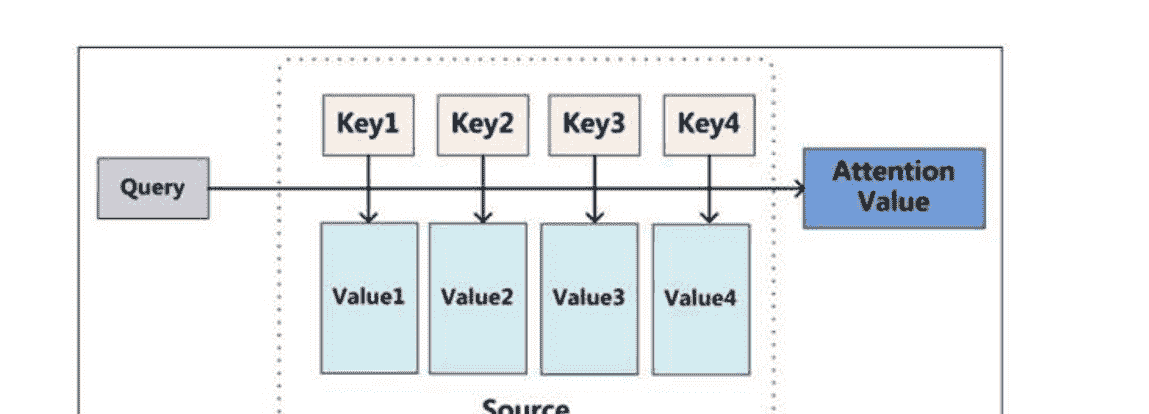 Key1 Key2 Key3 Key4
Query
Attention
Value
Value1 Value2 Value3 Value4
Source